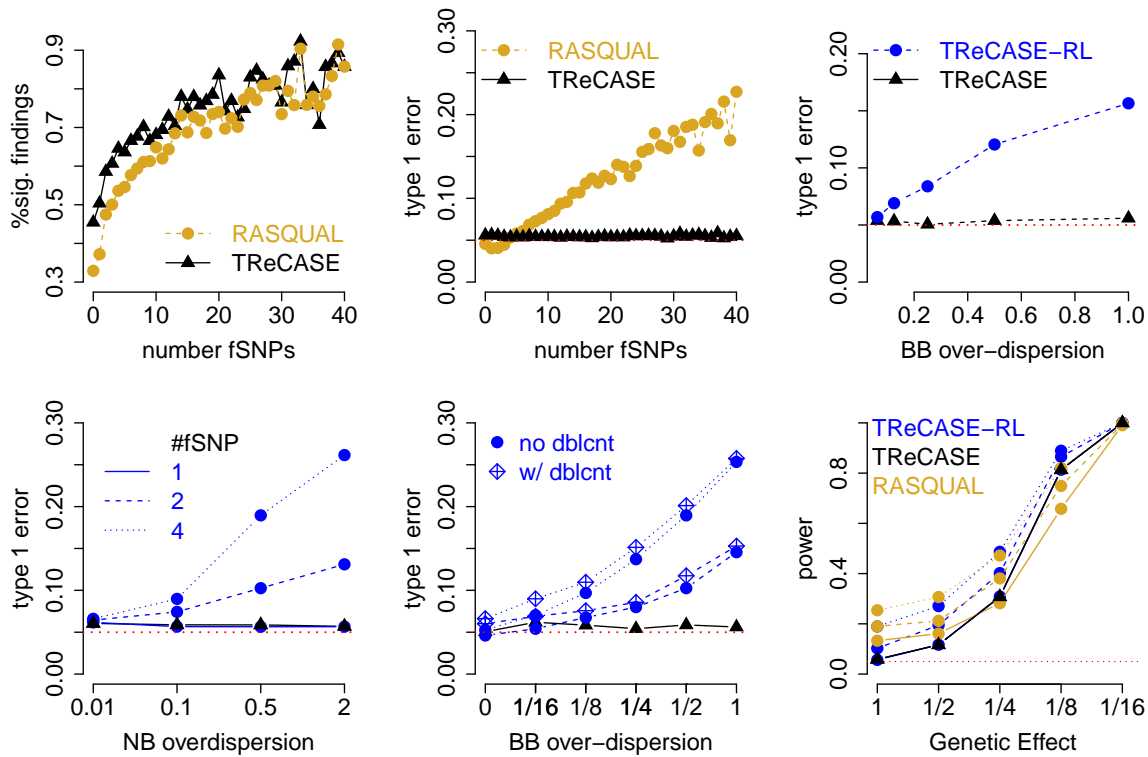 %sig. findings
0.3 0.5 0.7 0.9
RASQUAL
TReCASE
0 10 20 30 40
number fSNPs
type 1 error
0.00 0.10 0.20 0.30
RASQUAL
TReCASE
0 10 20 30 40
number fSNPs
type 1 error
0.00 0.10 0.20
TReCASE−RL
TReCASE
0.2 0.4 0.6 0.8 1.0
BB over−dispersion
type 1 error
0.00 0.10 0.20 0.30
#fSNP
1
2
4
0.01 0.1 0.5 2
NB overdispersion
type 1 error
0.00 0.10 0.20 0.30
no dblcnt
w/ dblcnt
0 1/16 1/8 1/4 1/2 1
BB over−dispersion
power
0.0 0.4 0.8
TReCASE−RL
TReCASE
RASQUAL
1 1/2 1/4 1/8 1/16
Genetic Effect